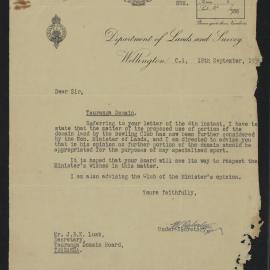 Department of Lands and Survey,
Wellington, C.1, 18th September, 193
Dear Sir,
Tauranga Domain.
Referring to your letter of the 6th instant, I have to
state that the matter of the proposed use of portion of the
domain land by the Bowling Club has now been further considered
by the Hon. Minister of Lands, and I am directed to advise you
that in his opinion no further portion of the domain should be
appropriated for the purposes of any specialized sport.
It is hoped that your Board will see its way to respect the
Minister's wishes in this matter.
I am also advising the Club of the Minister's opinion.
Yours faithfully,
Under-Secretary.
Mr. J.B.K. Luck,
Secretary,
Tauranga Domain Board,
TAURANGA.